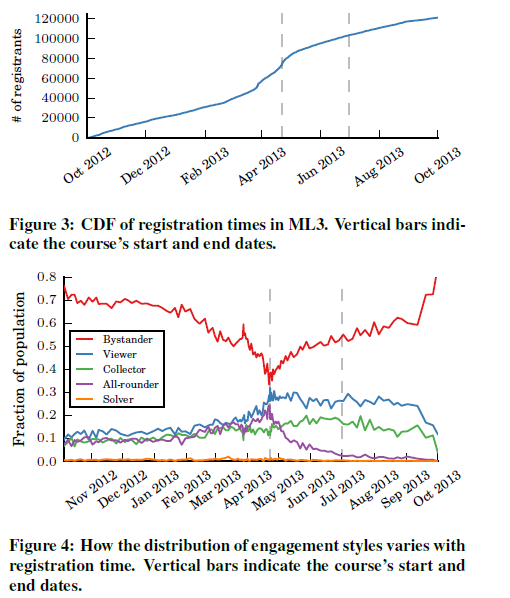 120000
100000
80000
60000
40000
20000
0
# of registrants
Oct 2012
Dec 2012
Feb 2013
Apr 2013
Jun 2013
Aug 2013
Oct 2013
Figure 3: CDF of registration times in ML3. Vertical bars indi-
cate the course's start and end dates.
0.8
0.7
0.6
0.5
0.4
0.3
0.2
0.1
0.0
Fraction of population
Bystander
Viewer
Collector
All-rounder
Solver
Nov 2012
Dec 2012
Jan 2013
Feb 2013
Mar 2013
Apr 2013
May 2013
Jun 2013
Jul 2013
Aug 2013
Sep 2013
Oct 2013
Figure 4: How the distribution of engagement styles varies with
registration time. Vertical bars indicate the course's start and
end dates.